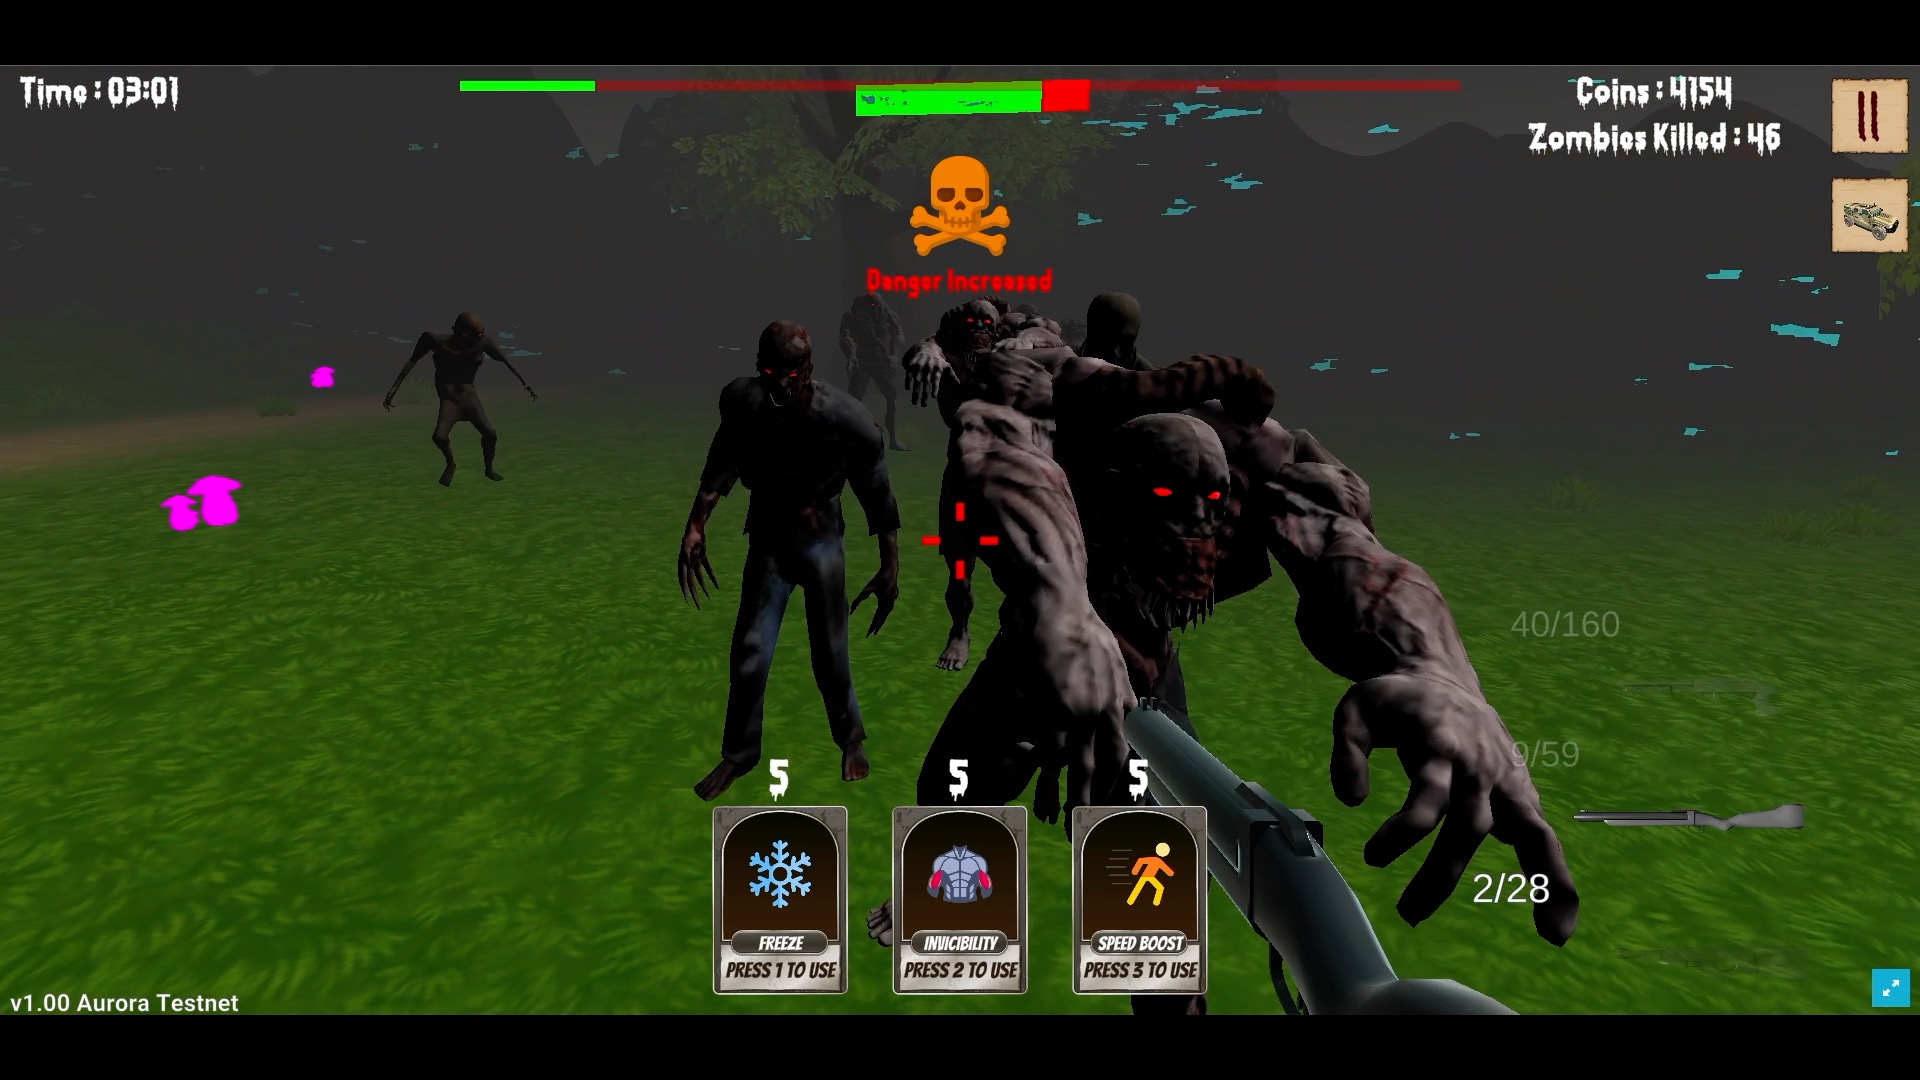 Time : 03:01
Coins : 4154
Zombies Killed : 46
Danger Increased
40/160
9/59
2/28
5
5
5
FREEZE
PRESS 1 TO USE
INVICIBILITY
PRESS 2 TO USE
SPEED BOOST
PRESS 3 TO USE
v1.00 Aurora Testnet